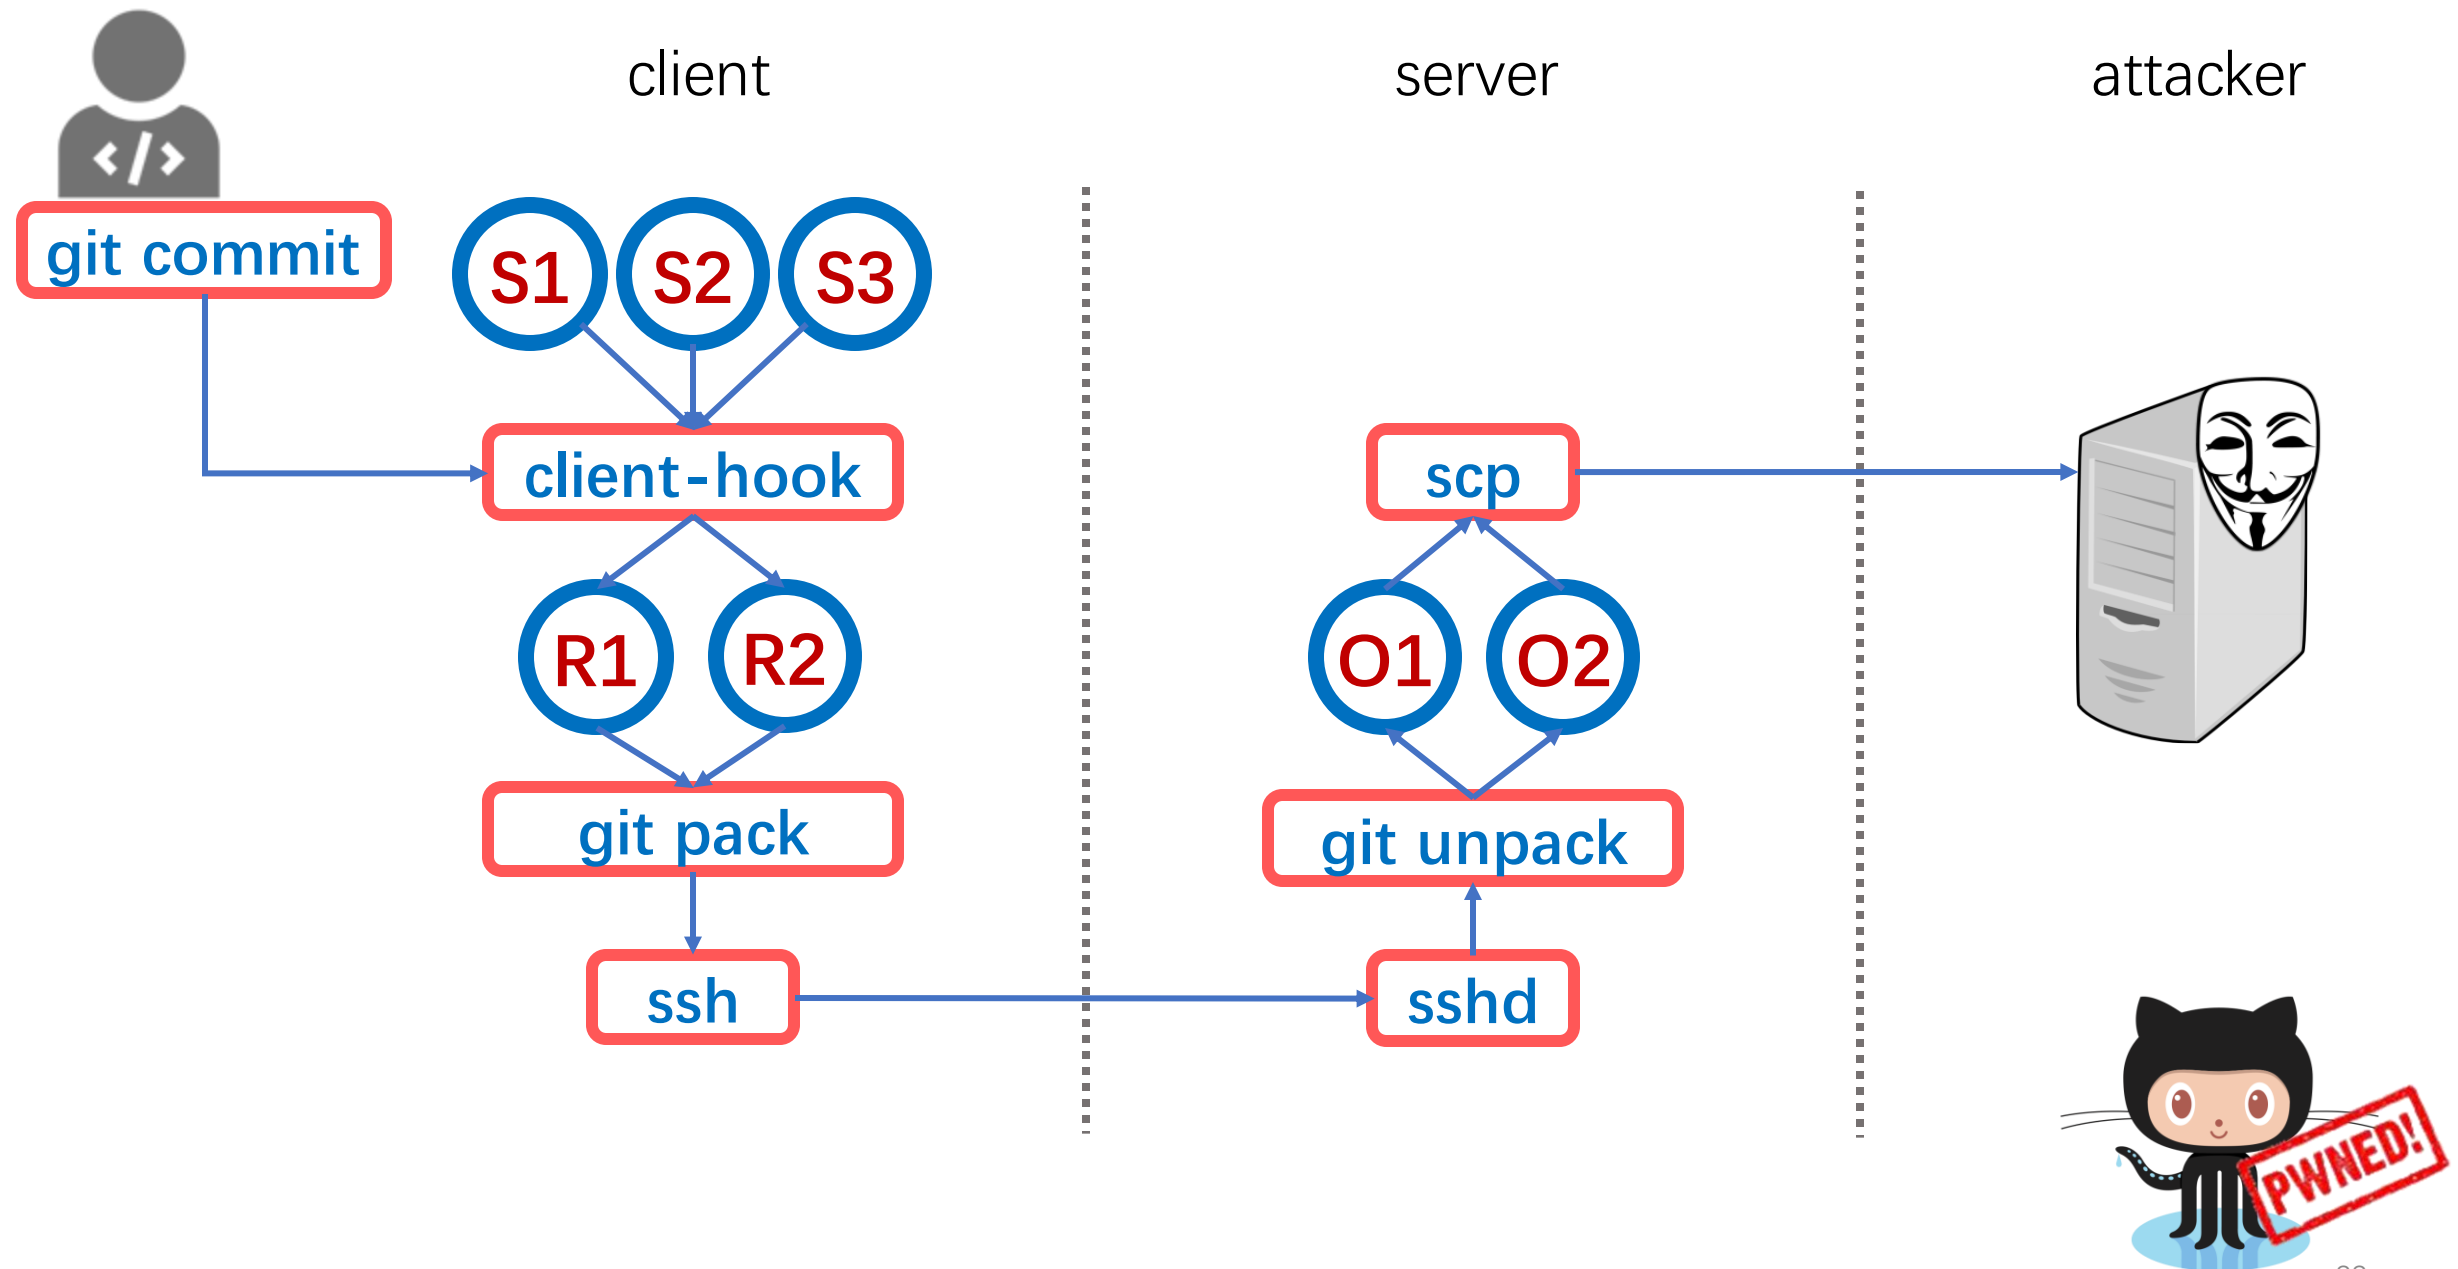 client
server
attacker
</>
git commit
S1
S2
S3
client-hook
scp
R1
R2
O1
O2
git pack
git unpack
ssh
sshd
PWNED!